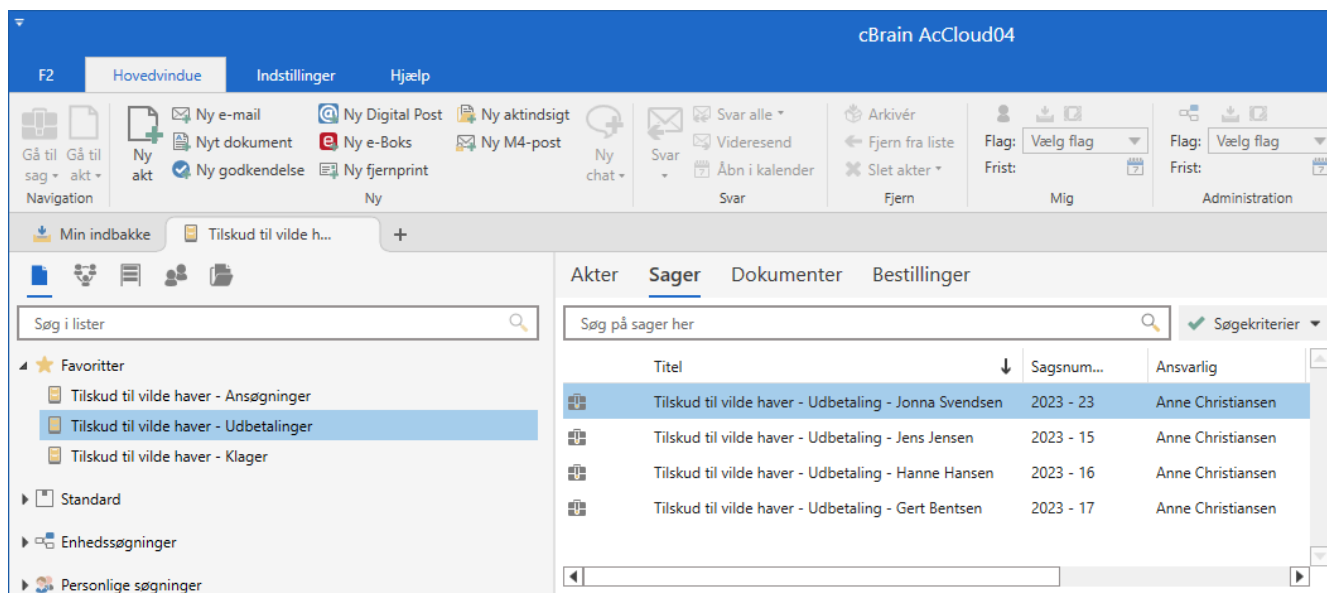 cBrain AcCloud04
F2 Hovedvindue Indstillinger Hjælp
Gå til sag
Gå til akt
Navigation
Ny akt
Ny e-mail
Nyt dokument
Ny godkendelse
Ny Digital Post
Ny e-Boks
Ny fjernprint
Ny aktindsigt
Ny M4-post
Ny chat
Ny
Svar
Svar alle
Videresend
Åbn i kalender
Svar
Arkivér
Fjern fra liste
Slet akter
Fjern
Flag: Vælg flag
Frist: 7
Mig
Flag: Vælg flag
Frist: 7
Administration
Min indbakke Tilskud til vilde h... +
Søg i lister
Favoritter
Tilskud til vilde haver - Ansøgninger
Tilskud til vilde haver - Udbetalinger
Tilskud til vilde haver - Klager
Standard
Enhedssøgninger
Personlige søgninger
Akter Sager Dokumenter Bestillinger
Søg på sager her Søgekriterier
Titel Sagsnum... Ansvarlig
Tilskud til vilde haver - Udbetaling - Jonna Svendsen 2023 - 23 Anne Christiansen
Tilskud til vilde haver - Udbetaling - Jens Jensen 2023 - 15 Anne Christiansen
Tilskud til vilde haver - Udbetaling - Hanne Hansen 2023 - 16 Anne Christiansen
Tilskud til vilde haver - Udbetaling - Gert Bentsen 2023 - 17 Anne Christiansen